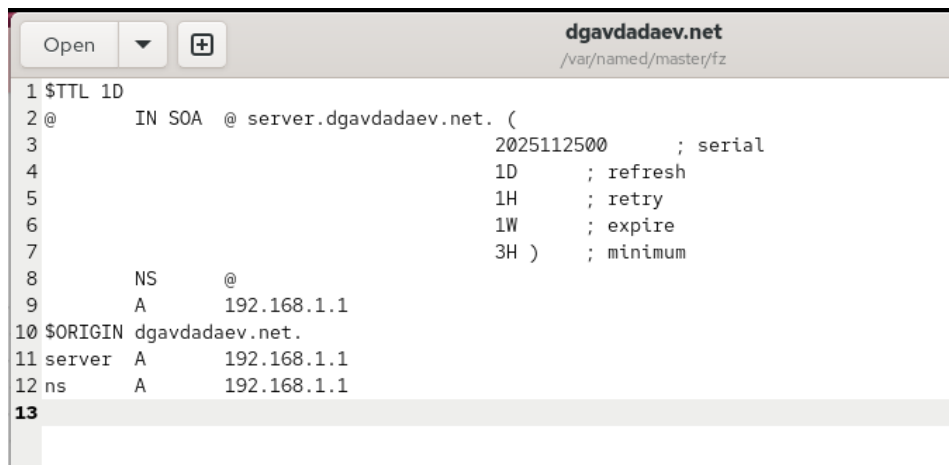 Open
dgavdadaev.net
/var/named/master/fz
1 $TTL 1D
2 @ IN SOA @ server.dgavdadaev.net. (
3 2025112500 ; serial
4 1D ; refresh
5 1H ; retry
6 1W ; expire
7 3H ) ; minimum
8 NS @
9 A 192.168.1.1
10 $ORIGIN dgavdadaev.net.
11 server A 192.168.1.1
12 ns A 192.168.1.1
13